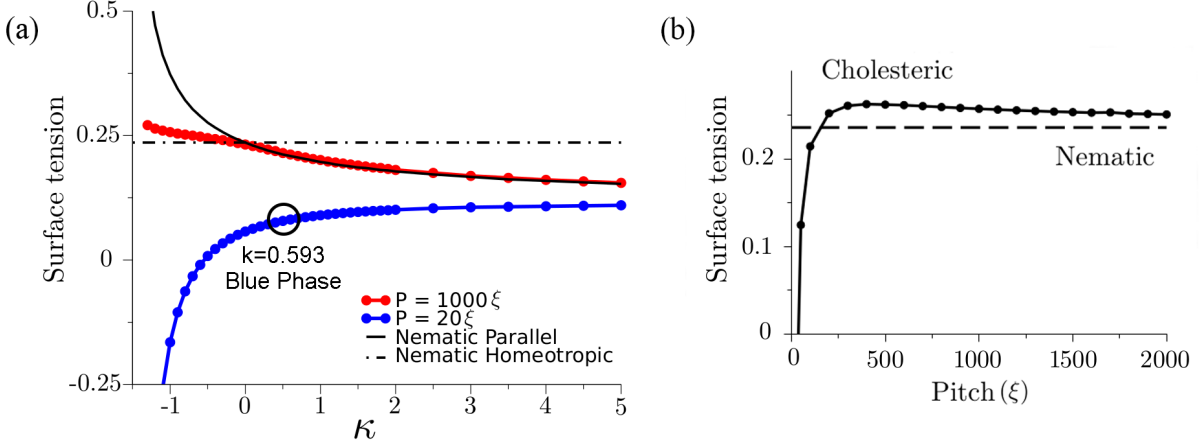 (a)
Surface tension
0.5
0.25
0
-0.25
-1
0
1
2
3
4
5
κ
k=0.593
Blue Phase
P = 1000ξ
P = 20ξ
Nematic Parallel
Nematic Homeotropic
(b)
Surface tension
0.2
0.1
0
Cholesteric
Nematic
0
500
1000
1500
2000
Pitch(ξ)